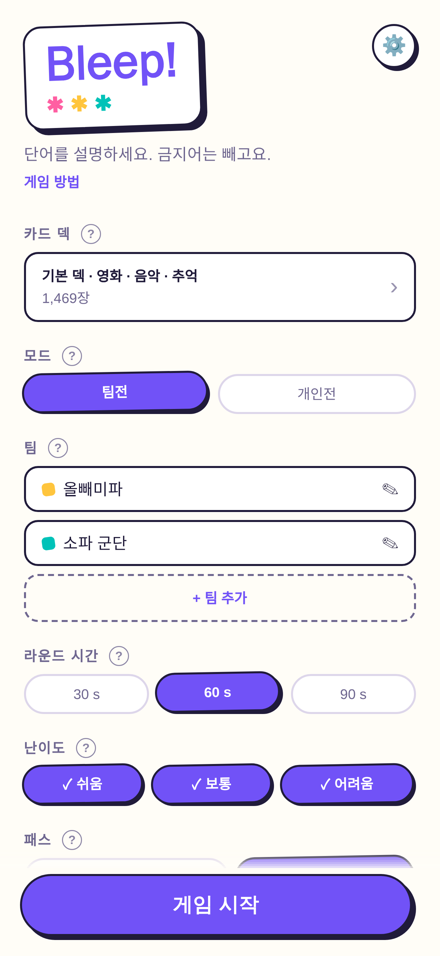 Bleep!
***
단어를 설명하세요. 금지어는 빼고요.
게임 방법
카드 덱 ?
기본 덱 · 영화 · 음악 · 추억
1,469장
모드 ?
팀전
개인전
팀 ?
올빼미파
소파 군단
+ 팀 추가
라운드 시간 ?
30 s
60 s
90 s
난이도 ?
✓ 쉬움
✓ 보통
✓ 어려움
패스 ?
게임 시작